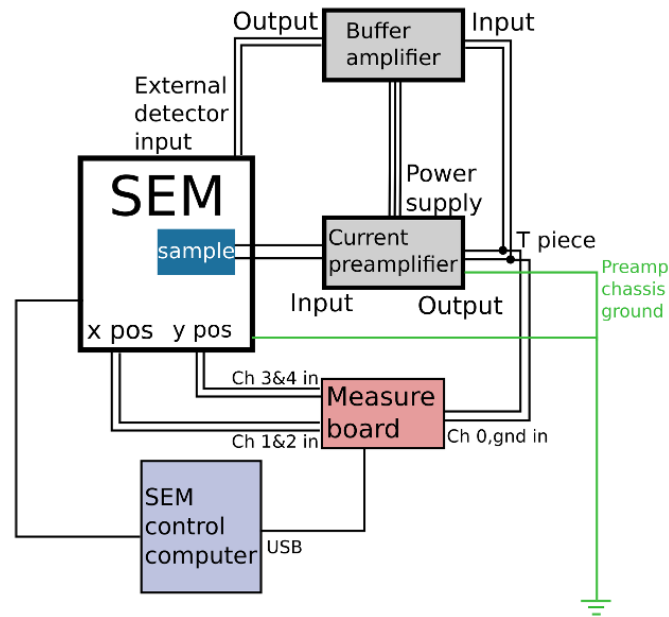 Output
Buffer
amplifier
Input
External
detector
input
SEM
sample
Power
supply
Current
preamplifier
T piece
Input
Output
Preamp
chassis
ground
x pos
y pos
Ch 3&4 in
Ch 1&2 in
Measure
board
Ch 0,gnd in
SEM
control
computer
USB